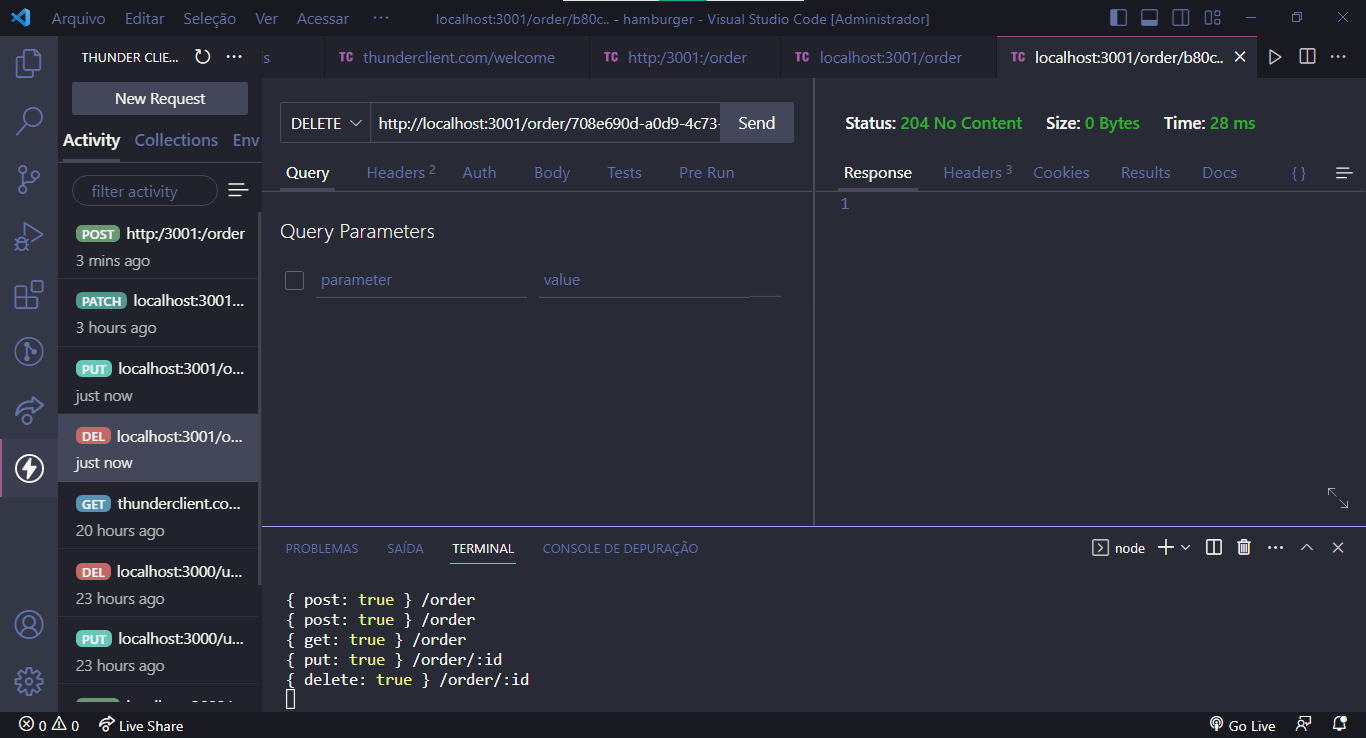 Arquivo Editar Seleção Ver Acessar ··· localhost:3001/order/b80c.. - hamburger - Visual Studio Code [Administrador]
THUNDER CLIE... ··· s TC thunderclient.com/welcome TC http:/3001:/order TC localhost:3001/order TC localhost:3001/order/b80c.. ···
New Request
Activity Collections Env
filter activity
POST http:/3001:/order
3 mins ago
PATCH localhost:3001...
3 hours ago
PUT localhost:3001/o...
just now
DEL localhost:3001/o...
just now
GET thunderclient.co...
20 hours ago
DEL localhost:3000/u...
23 hours ago
PUT localhost:3000/u...
23 hours ago
DELETE http://localhost:3001/order/708e690d-a0d9-4c73- Send
Query Headers 2 Auth Body Tests Pre Run
Query Parameters
parameter value
Status: 204 No Content Size: 0 Bytes Time: 28 ms
Response Headers 3 Cookies Results Docs { }
1
PROBLEMAS SAÍDA TERMINAL CONSOLE DE DEPURAÇÃO node ···
{ post: true } /order
{ post: true } /order
{ get: true } /order
{ put: true } /order/:id
{ delete: true } /order/:id
0 0 Live Share Go Live